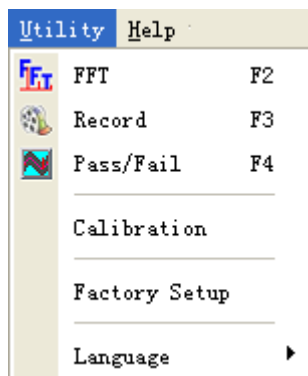 Utility Help
FFT F2
Record F3
Pass/Fail F4
Calibration
Factory Setup
Language